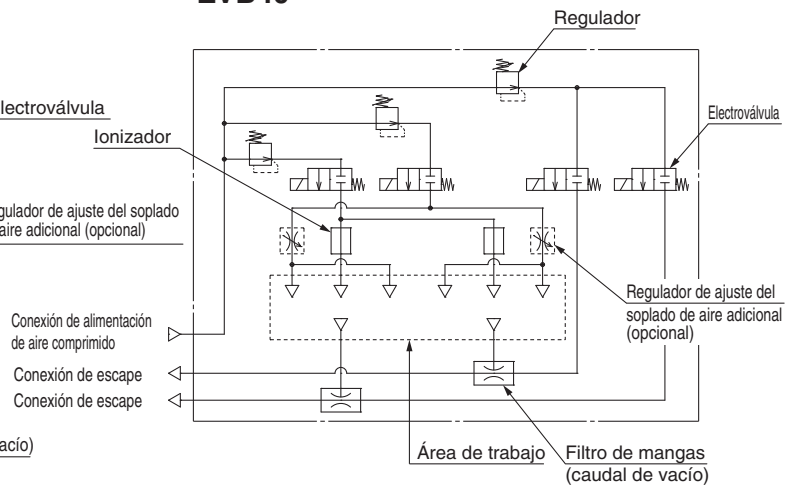 Regulador
lectroválvula
Electroválvula
Ionizador
gulador de ajuste del soplado
aire adicional (opcional)
Regulador de ajuste del
soplado de aire adicional
(opcional)
Conexión de alimentación
de aire comprimido
Conexión de escape
Conexión de escape
acío)
Área de trabajo
Filtro de mangas
(caudal de vacío)